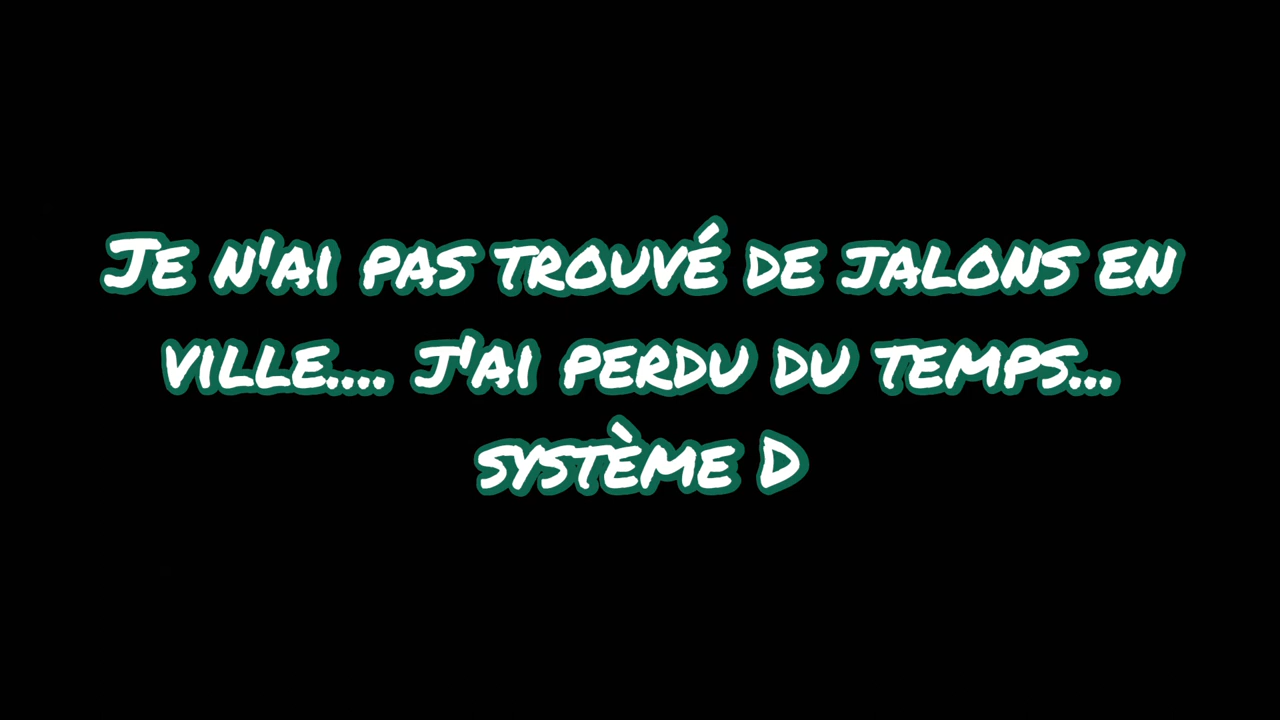 Je n'ai pas trouvé de jalons en
ville.... j'ai perdu du temps...
système D